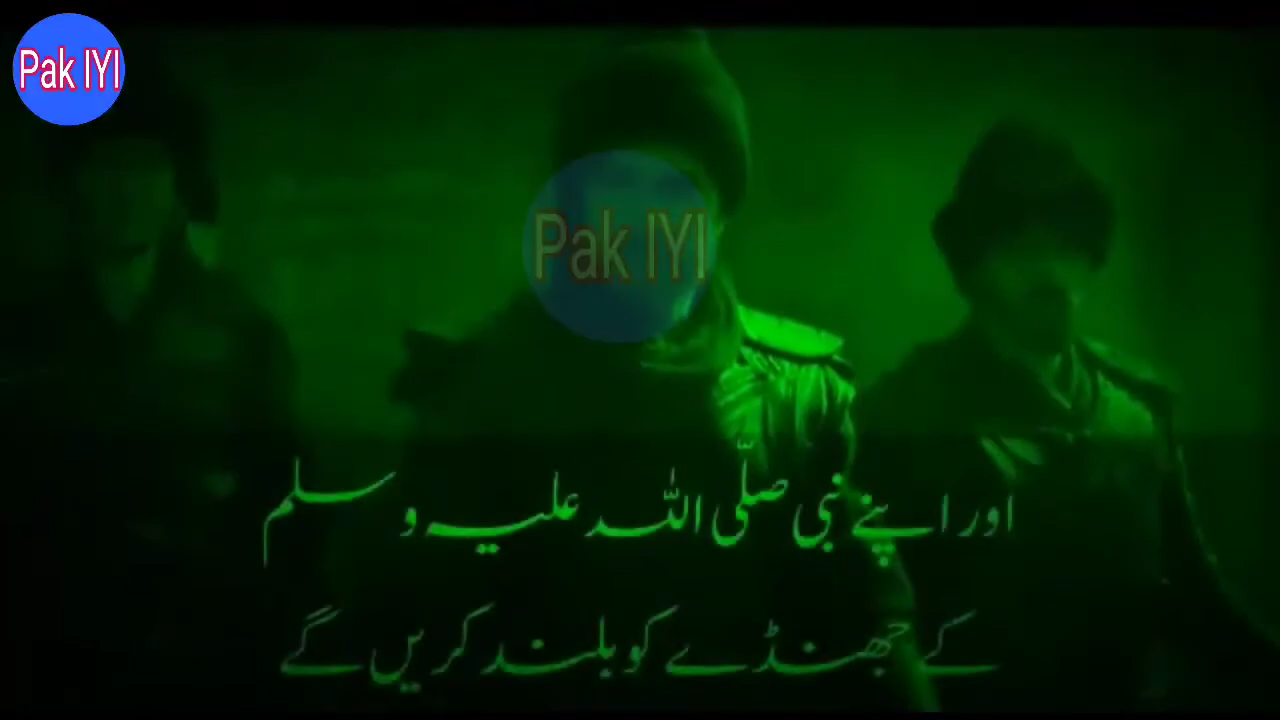 Pak IYI
Pak IYI
اور اپنے نبی صلّی اللہ علیہ وسلم
کے جھنڈے کو بلند کریں گے